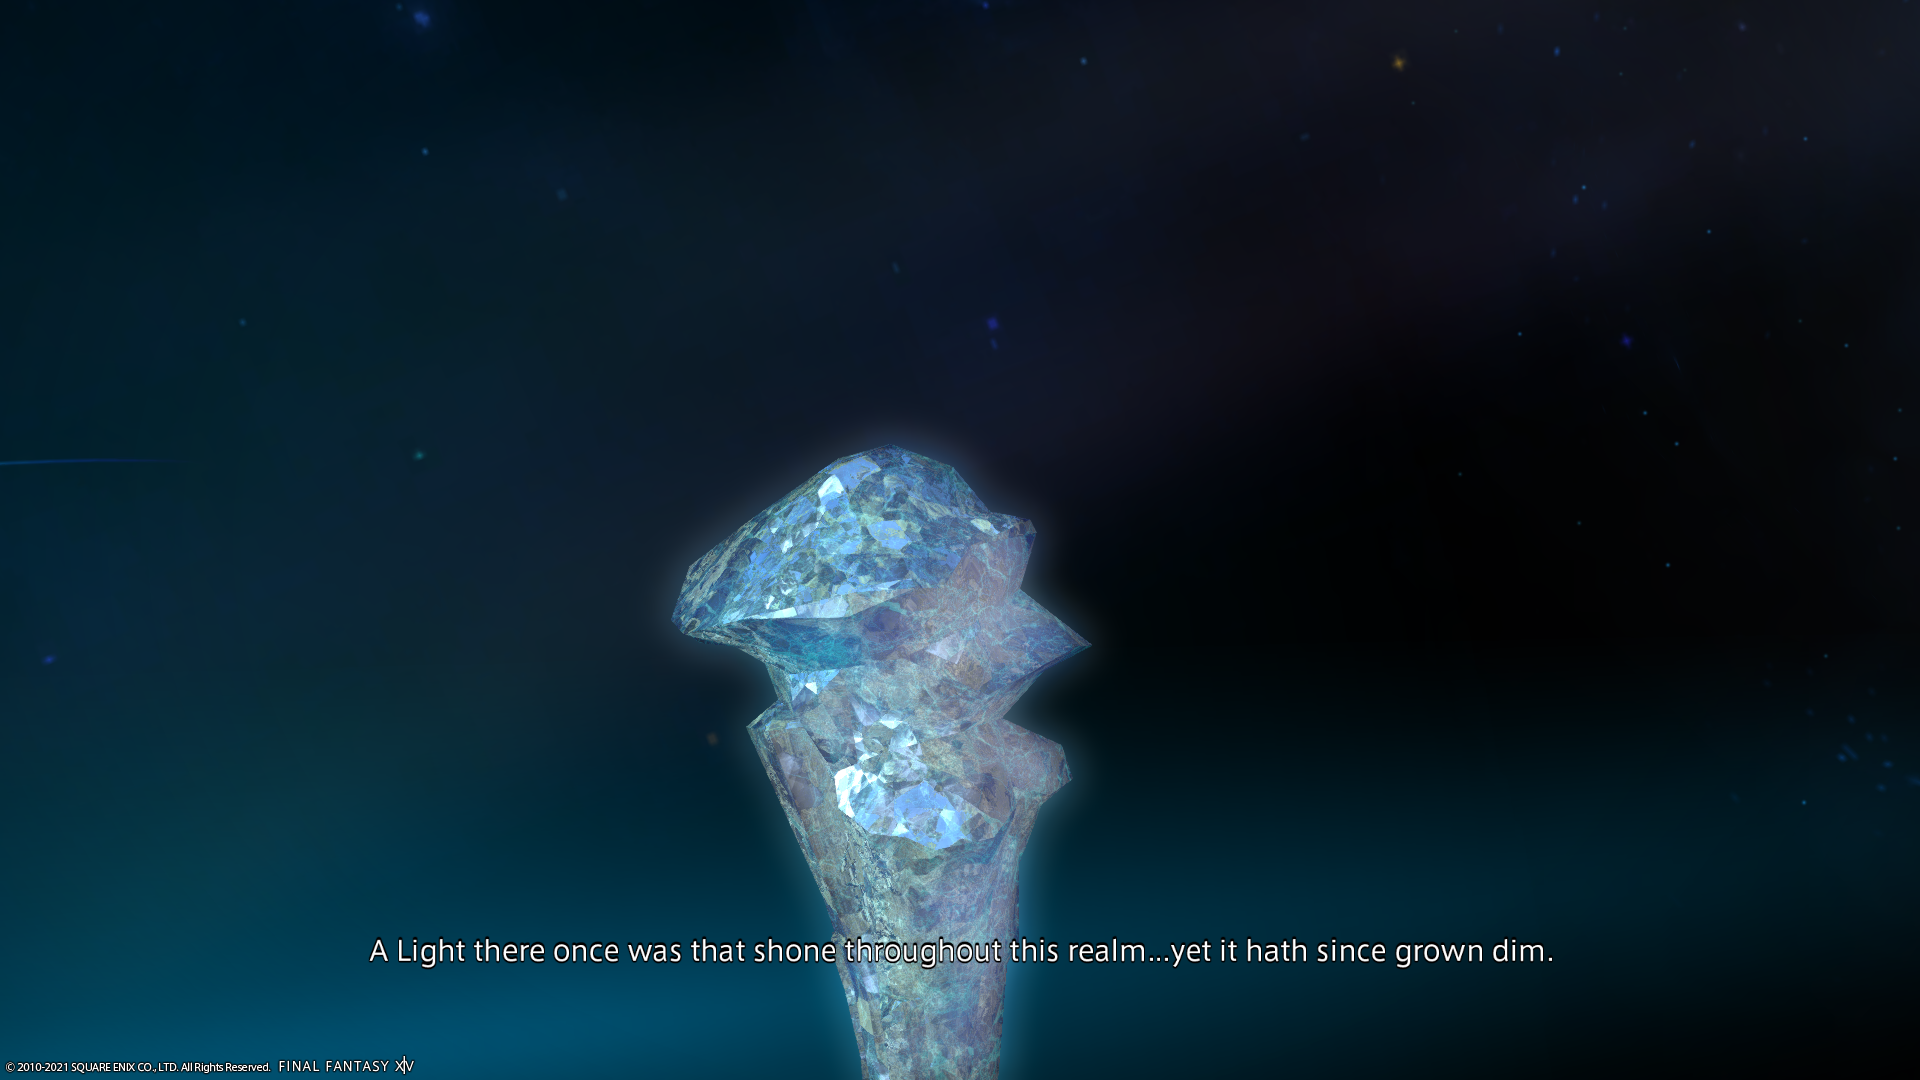 A Light there once was that shone throughout this realm...yet it hath since grown dim.
© 2010-2021 SQUARE ENIX CO., LTD. All Rights Reserved. FINAL FANTASY XIV